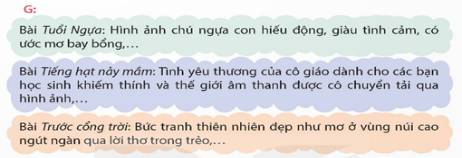 G:
Bài Tuổi Ngựa: Hình ảnh chú ngựa con hiếu động, giàu tình cảm, có
ước mơ bay bổng,...
Bài Tiếng hạt nảy mầm: Tình yêu thương của cô giáo dành cho các bạn
học sinh khiếm thính và thế giới âm thanh được cô chuyển tải qua
hình ảnh,...
Bài Trước cổng trời: Bức tranh thiên nhiên đẹp như mơ ở vùng núi cao
ngút ngàn qua lời thơ trong trẻo,...